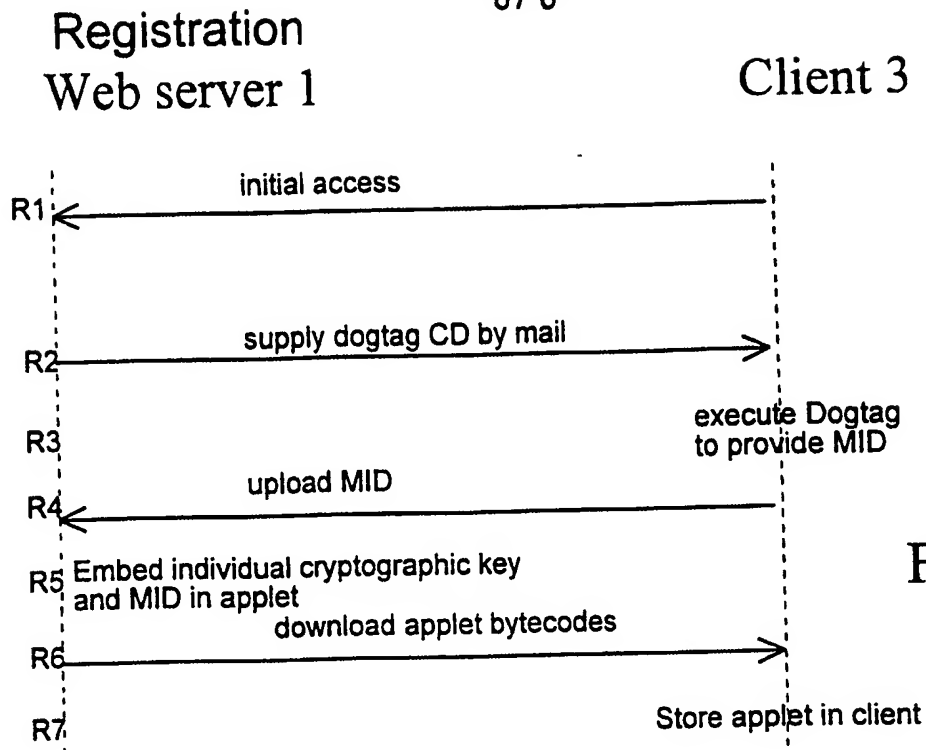 Registration
Web server 1
Client 3
R1
initial access
R2
supply dogtag CD by mail
R3
execute Dogtag
to provide MID
R4
upload MID
R5
Embed individual cryptographic key
and MID in applet
R6
download applet bytecodes
R7
Store applet in client